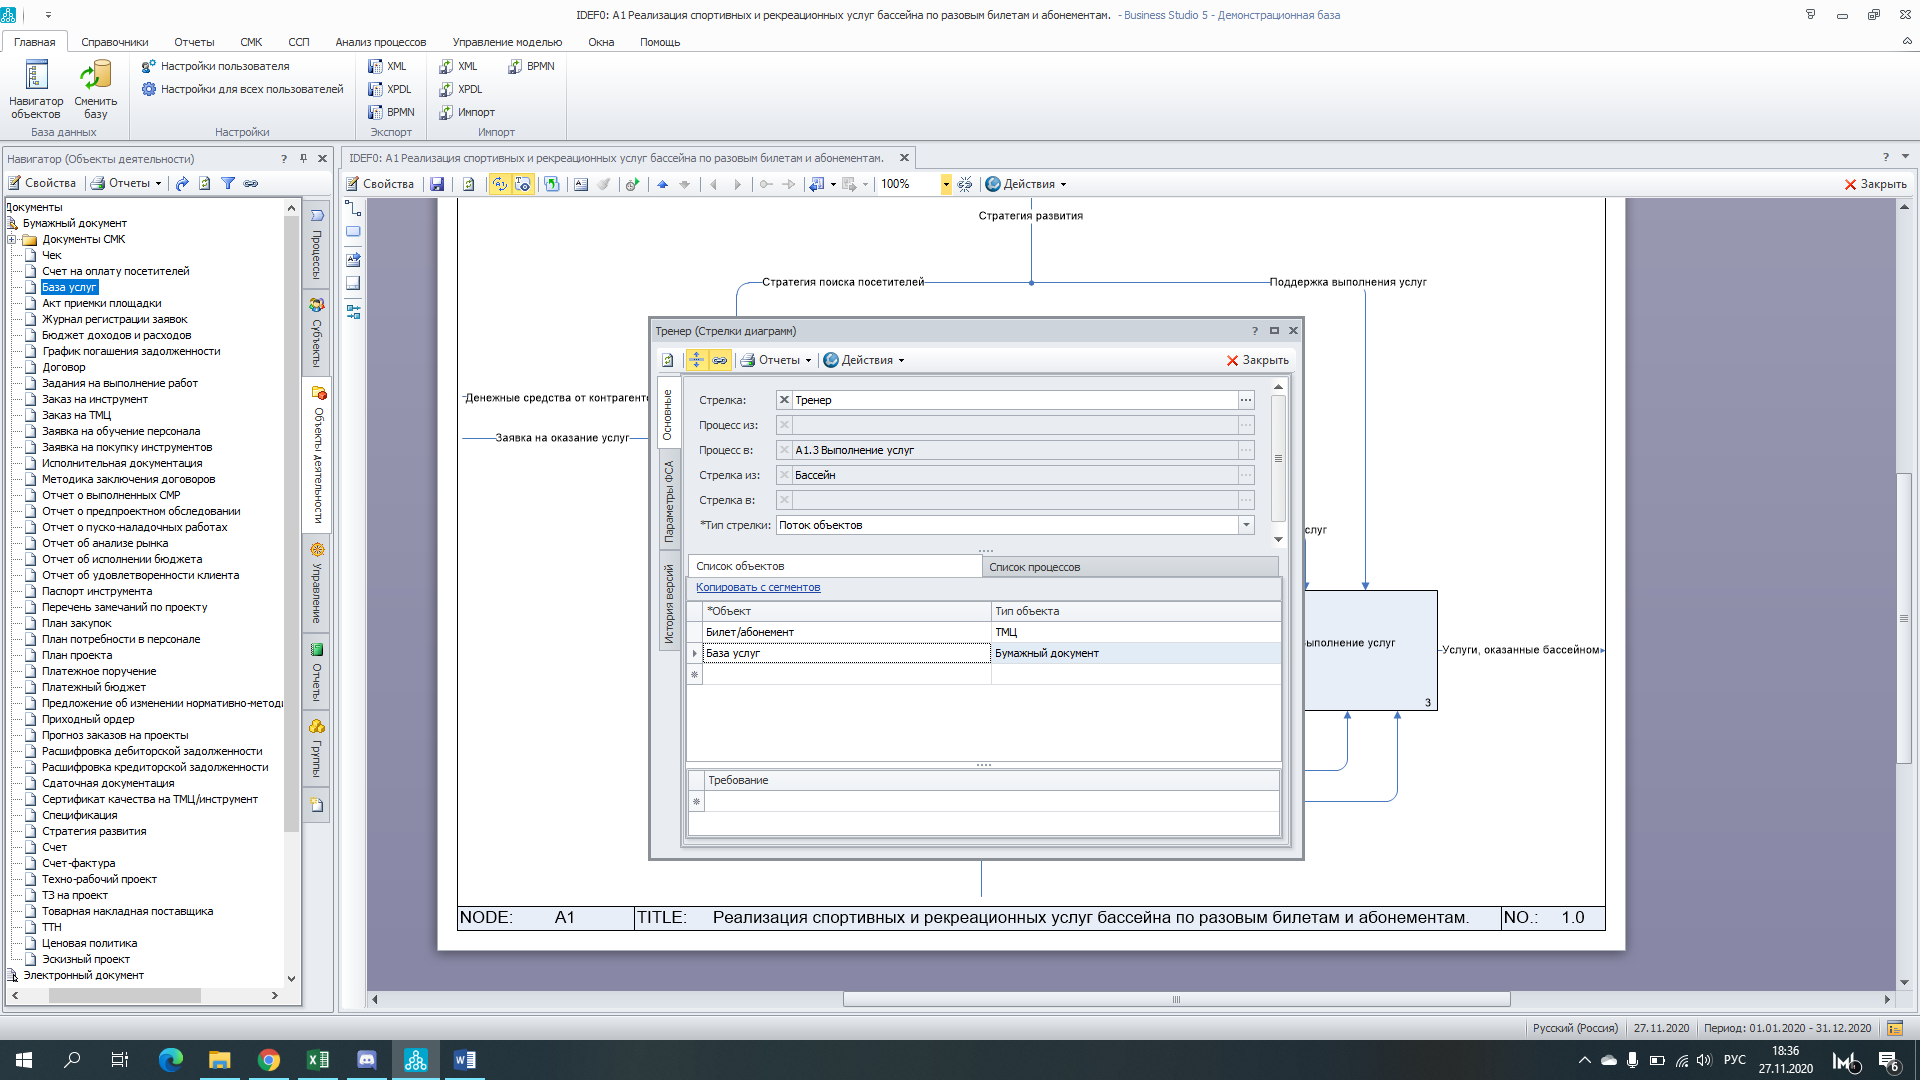 IDEF0: A1 Реализация спортивных и рекреационных услуг бассейна по разовым билетам и абонементам. - Business Studio 5 - Демонстрационная база
Главная Справочники Отчеты СМК ССП Анализ процессов Управление моделью Окна Помощь
Навигатор объектов
Сменить базу
База данных
Настройки пользователя
Настройки для всех пользователей
Настройки
XML
XPDL
BPMN
Экспорт
XML
XPDL
Импорт
BPMN
Импорт
Навигатор (Объекты деятельности)
Свойства Отчеты
Документы
Бумажный документ
Документы СМК
Чек
Счет на оплату посетителей
База услуг
Акт приемки площадки
Журнал регистрации заявок
Бюджет доходов и расходов
График погашения задолженности
Договор
Задания на выполнение работ
Заказ на инструмент
Заказ на ТМЦ
Заявка на обучение персонала
Заявка на покупку инструментов
Исполнительная документация
Методика заключения договоров
Отчет о выполненных СМР
Отчет о предпроектном обследовании
Отчет о пуско-наладочных работах
Отчет об анализе рынка
Отчет об исполнении бюджета
Отчет об удовлетворенности клиента
Паспорт инструмента
Перечень замечаний по проекту
План закупок
План потребности в персонале
План проекта
Платежное поручение
Платежный бюджет
Предложение об изменении нормативно-методи
Приходный ордер
Прогноз заказов на проекты
Расшифровка дебиторской задолженности
Расшифровка кредиторской задолженности
Сдаточная документация
Сертификат качества на ТМЦ/инструмент
Спецификация
Стратегия развития
Счет
Счет-фактура
Техно-рабочий проект
ТЗ на проект
Товарная накладная поставщика
ТТН
Ценовая политика
Эскизный проект
Электронный документ
Процессы
Субъекты
Объекты деятельности
Управление
Отчеты
Группы
IDEF0: A1 Реализация спортивных и рекреационных услуг бассейна по разовым билетам и абонементам.
Свойства 100% Действия Закрыть
Стратегия развития
Стратегия поиска посетителей
Поддержка выполнения услуг
Денежные средства от контрагенто
Заявка на оказание услуг
Тренер (Стрелки диаграмм)
Отчеты Действия Закрыть
Основные
Параметры ФСА
История версий
Стрелка: Тренер
Процесс из:
Процесс в: A1.3 Выполнение услуг
Стрелка из: Бассейн
Стрелка в:
*Тип стрелки: Поток объектов
Список объектов Список процессов
Копировать с сегментов
*Объект Тип объекта
Билет/абонемент ТМЦ
База услуг Бумажный документ
Требование
слуг
ыполнение услуг
3
Услуги, оказанные бассейном
NODE: A1 TITLE: Реализация спортивных и рекреационных услуг бассейна по разовым билетам и абонементам. NO.: 1.0
Русский (Россия) 27.11.2020 Период: 01.01.2020 - 31.12.2020
РУС
18:36
27.11.2020
6